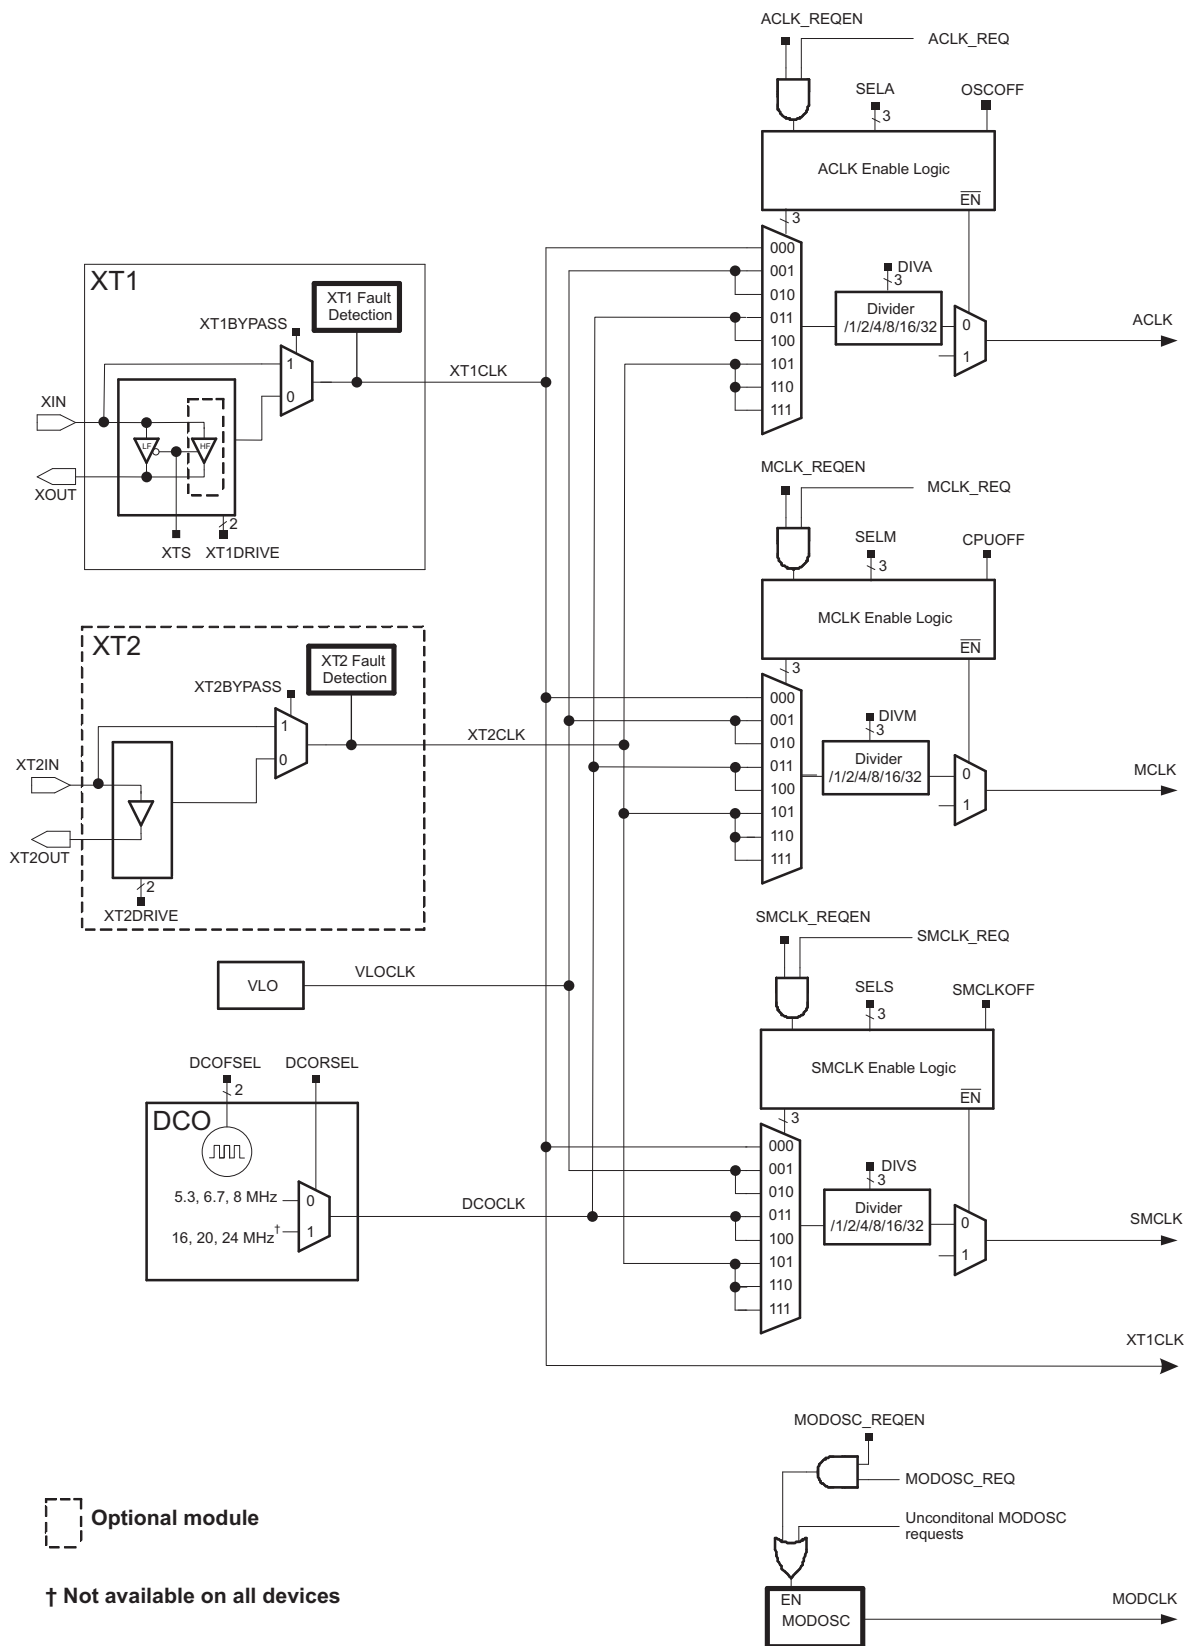 ACLK_REQEN
ACLK_REQ
SELA
OSCOFF
3
ACLK Enable Logic
EN
3
000
001
010
011
100
101
110
111
DIVA
3
Divider
/1/2/4/8/16/32
0
1
ACLK
XT1
XT1 Fault
Detection
XT1BYPASS
1
0
XT1CLK
XIN
LF
HF
XOUT
2
XTS
XT1DRIVE
MCLK_REQEN
MCLK_REQ
SELM
CPUOFF
3
MCLK Enable Logic
EN
3
000
001
010
011
100
101
110
111
DIVM
3
Divider
/1/2/4/8/16/32
0
1
MCLK
XT2
XT2 Fault
Detection
XT2BYPASS
1
0
XT2CLK
XT2IN
XT2OUT
2
XT2DRIVE
VLO
VLOCLK
SMCLK_REQEN
SMCLK_REQ
SELS
SMCLKOFF
3
SMCLK Enable Logic
EN
3
000
001
010
011
100
101
110
111
DIVS
3
Divider
/1/2/4/8/16/32
0
1
SMCLK
DCOFSEL
DCORSEL
2
DCO
5.3, 6.7, 8 MHz
0
16, 20, 24 MHz†
1
DCOCLK
XT1CLK
MODOSC_REQEN
MODOSC_REQ
Unconditonal MODOSC
requests
EN
MODOSC
MODCLK
Optional module
† Not available on all devices